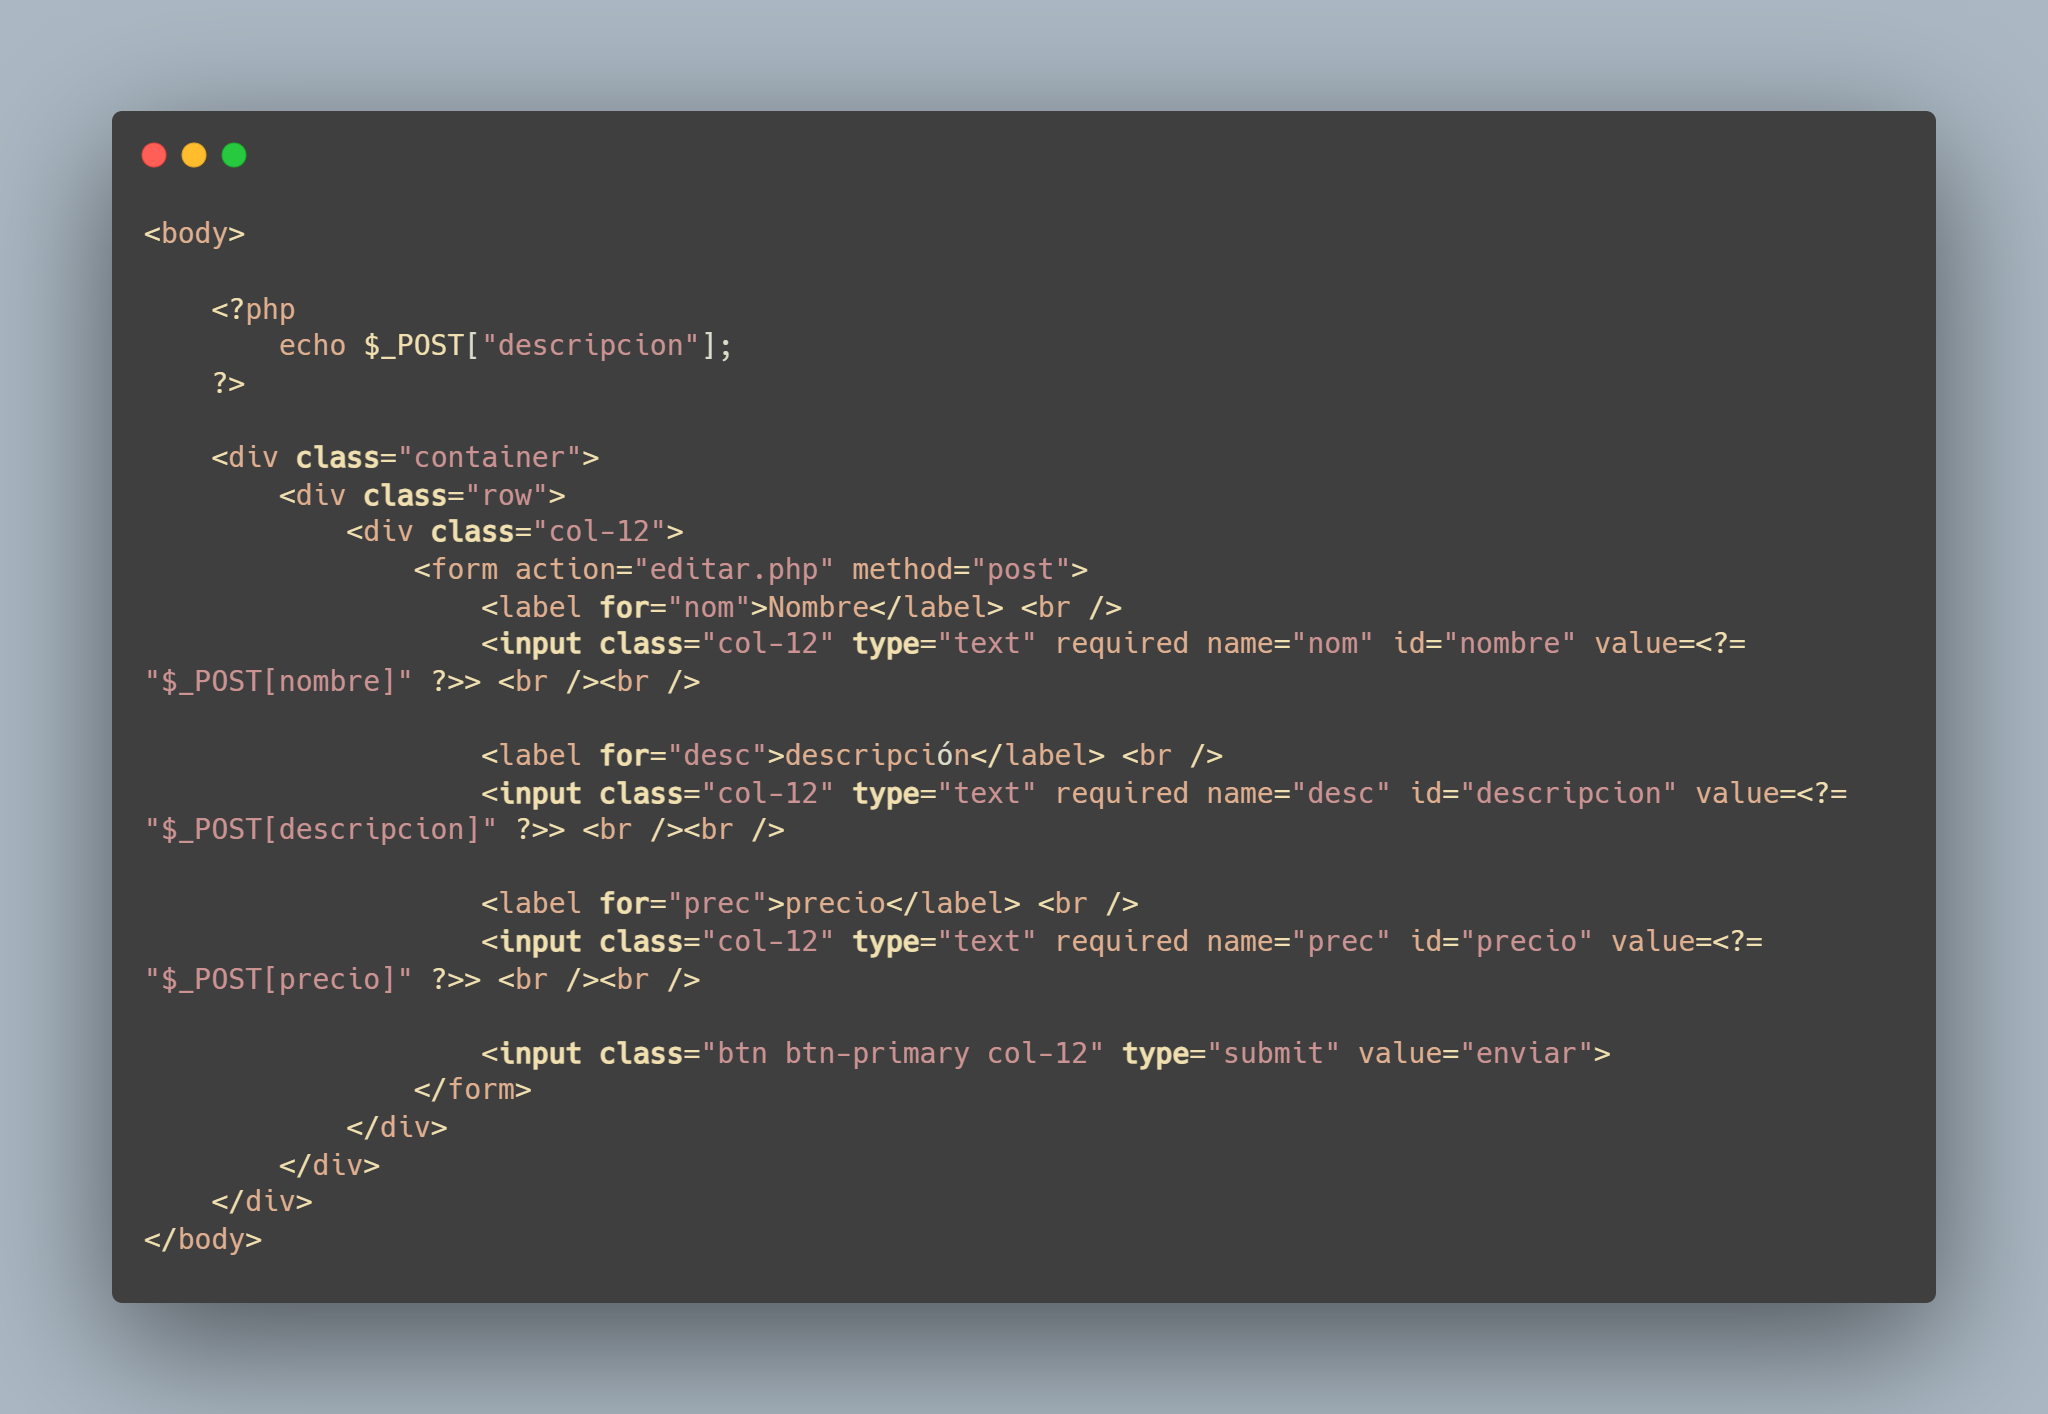 <body>

    <?php
        echo $_POST["descripcion"];
    ?>

    <div class="container">
        <div class="row">
            <div class="col-12">
                <form action="editar.php" method="post">
                    <label for="nom">Nombre</label> <br />
                    <input class="col-12" type="text" required name="nom" id="nombre" value=<?=
"$_POST[nombre]" ?>> <br /><br />

                    <label for="desc">descripción</label> <br />
                    <input class="col-12" type="text" required name="desc" id="descripcion" value=<?=
"$_POST[descripcion]" ?>> <br /><br />

                    <label for="prec">precio</label> <br />
                    <input class="col-12" type="text" required name="prec" id="precio" value=<?=
"$_POST[precio]" ?>> <br /><br />

                    <input class="btn btn-primary col-12" type="submit" value="enviar">
                </form>
            </div>
        </div>
    </div>
</body>